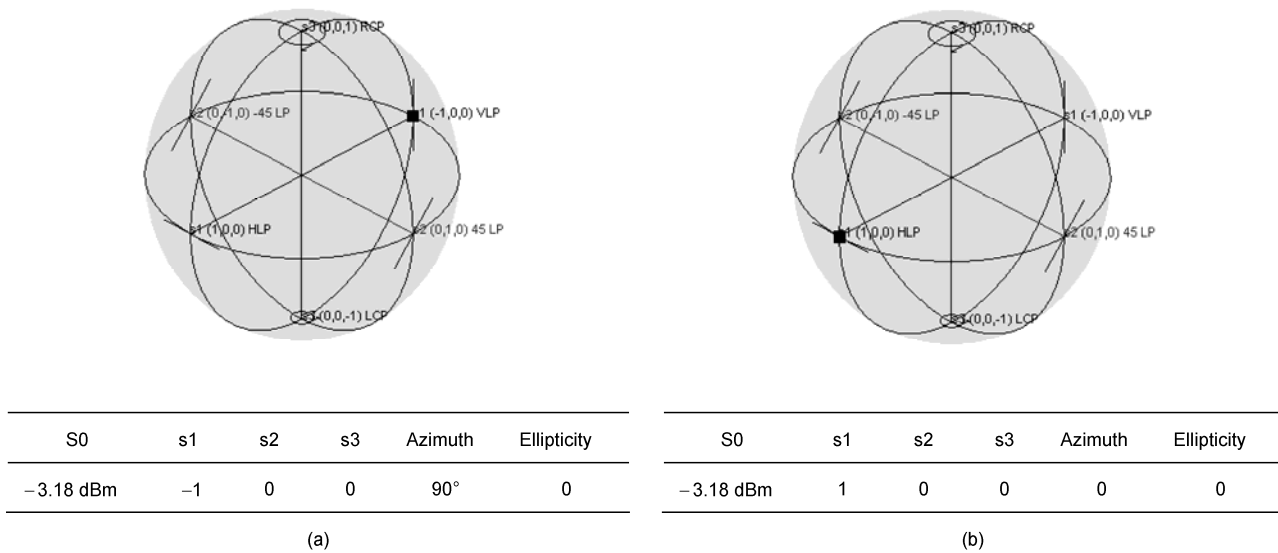 s3 (0,0,1) RCP
s2 (0,-1,0) -45 LP
s1 (-1,0,0) VLP
s1 (1,0,0) HLP
s2 (0,1,0) 45 LP
s3 (0,0,-1) LCP
S0 s1 s2 s3 Azimuth Ellipticity
−3.18 dBm −1 0 0 90° 0
(a)
s3 (0,0,1) RCP
s2 (0,-1,0) -45 LP
s1 (-1,0,0) VLP
s1 (1,0,0) HLP
s2 (0,1,0) 45 LP
s3 (0,0,-1) LCP
S0 s1 s2 s3 Azimuth Ellipticity
−3.18 dBm 1 0 0 0 0
(b)